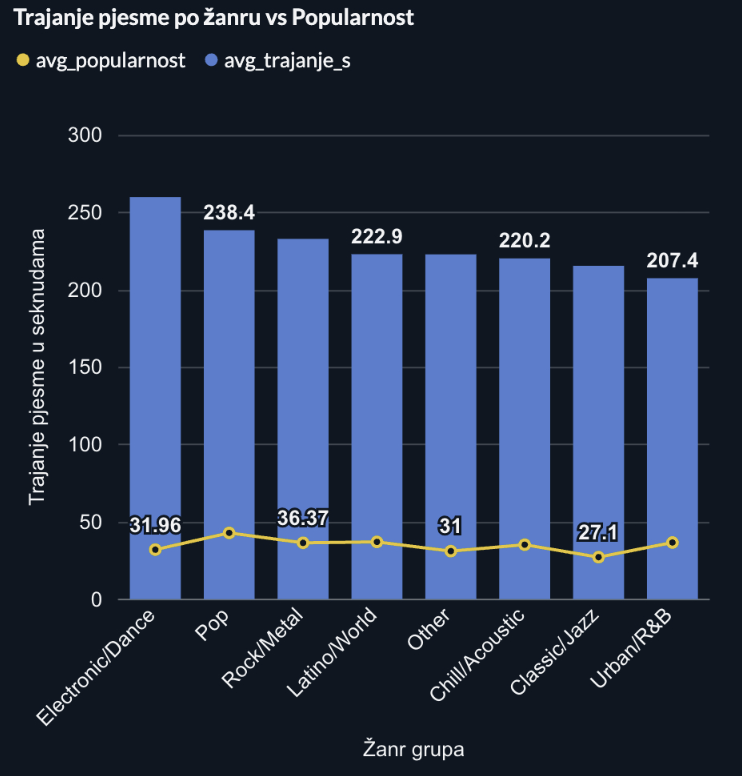 Trajanje pjesme po žanru vs Popularnost
avg_popularnost avg_trajanje_s
300
250
200
150
100
50
0
238.4
222.9
220.2
207.4
31.96
36.37
31
27.1
Trajanje pjesme u seknudama
Electronic/Dance
Pop
Rock/Metal
Latino/World
Other
Chill/Acoustic
Classic/Jazz
Urban/R&B
Žanr grupa